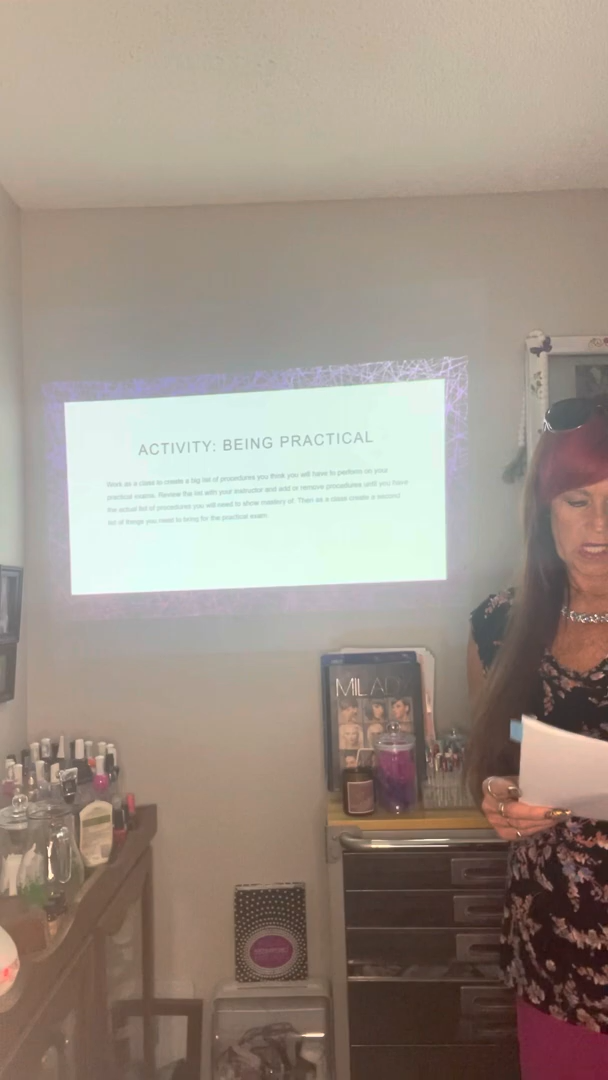 ACTIVITY: BEING PRACTICAL
Work as a class to create a big list of procedures you think you will have to perform on your
practical exams. Review the list with your instructor and add or remove procedures until you have
the actual list of procedures you will need to show mastery of. Then as a class create a second
list of things you need to bring for the practical exam.
MILADY